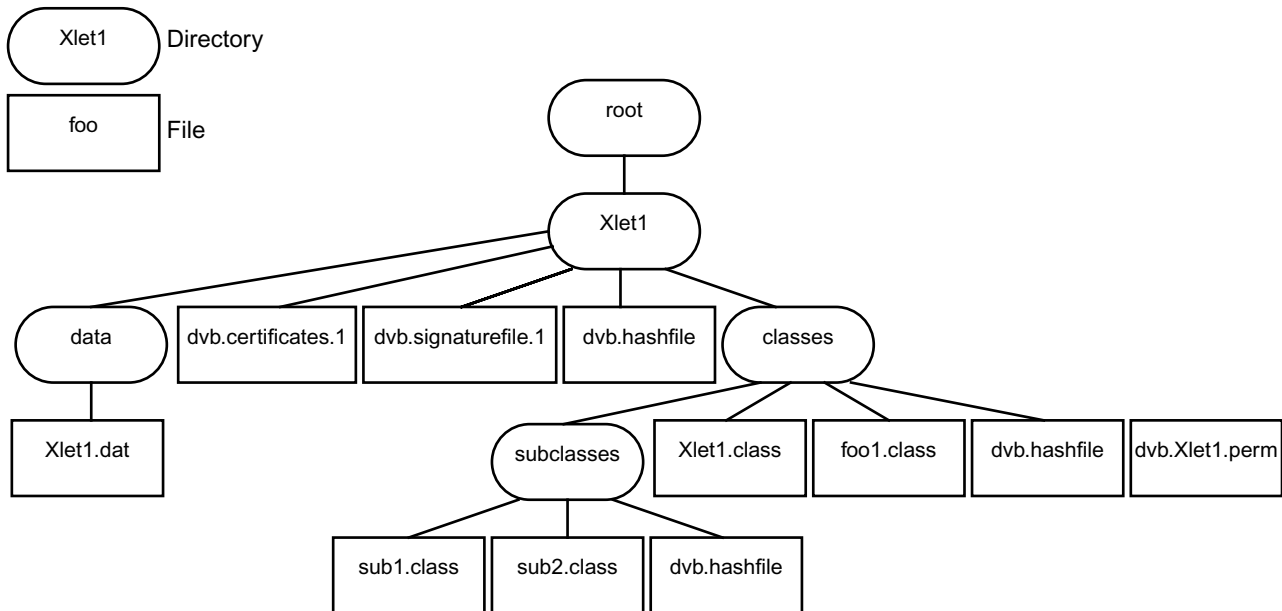 Xlet1
Directory
foo
File
root
Xlet1
data
dvb.certificates.1
dvb.signaturefile.1
dvb.hashfile
classes
Xlet1.dat
subclasses
Xlet1.class
foo1.class
dvb.hashfile
dvb.Xlet1.perm
sub1.class
sub2.class
dvb.hashfile